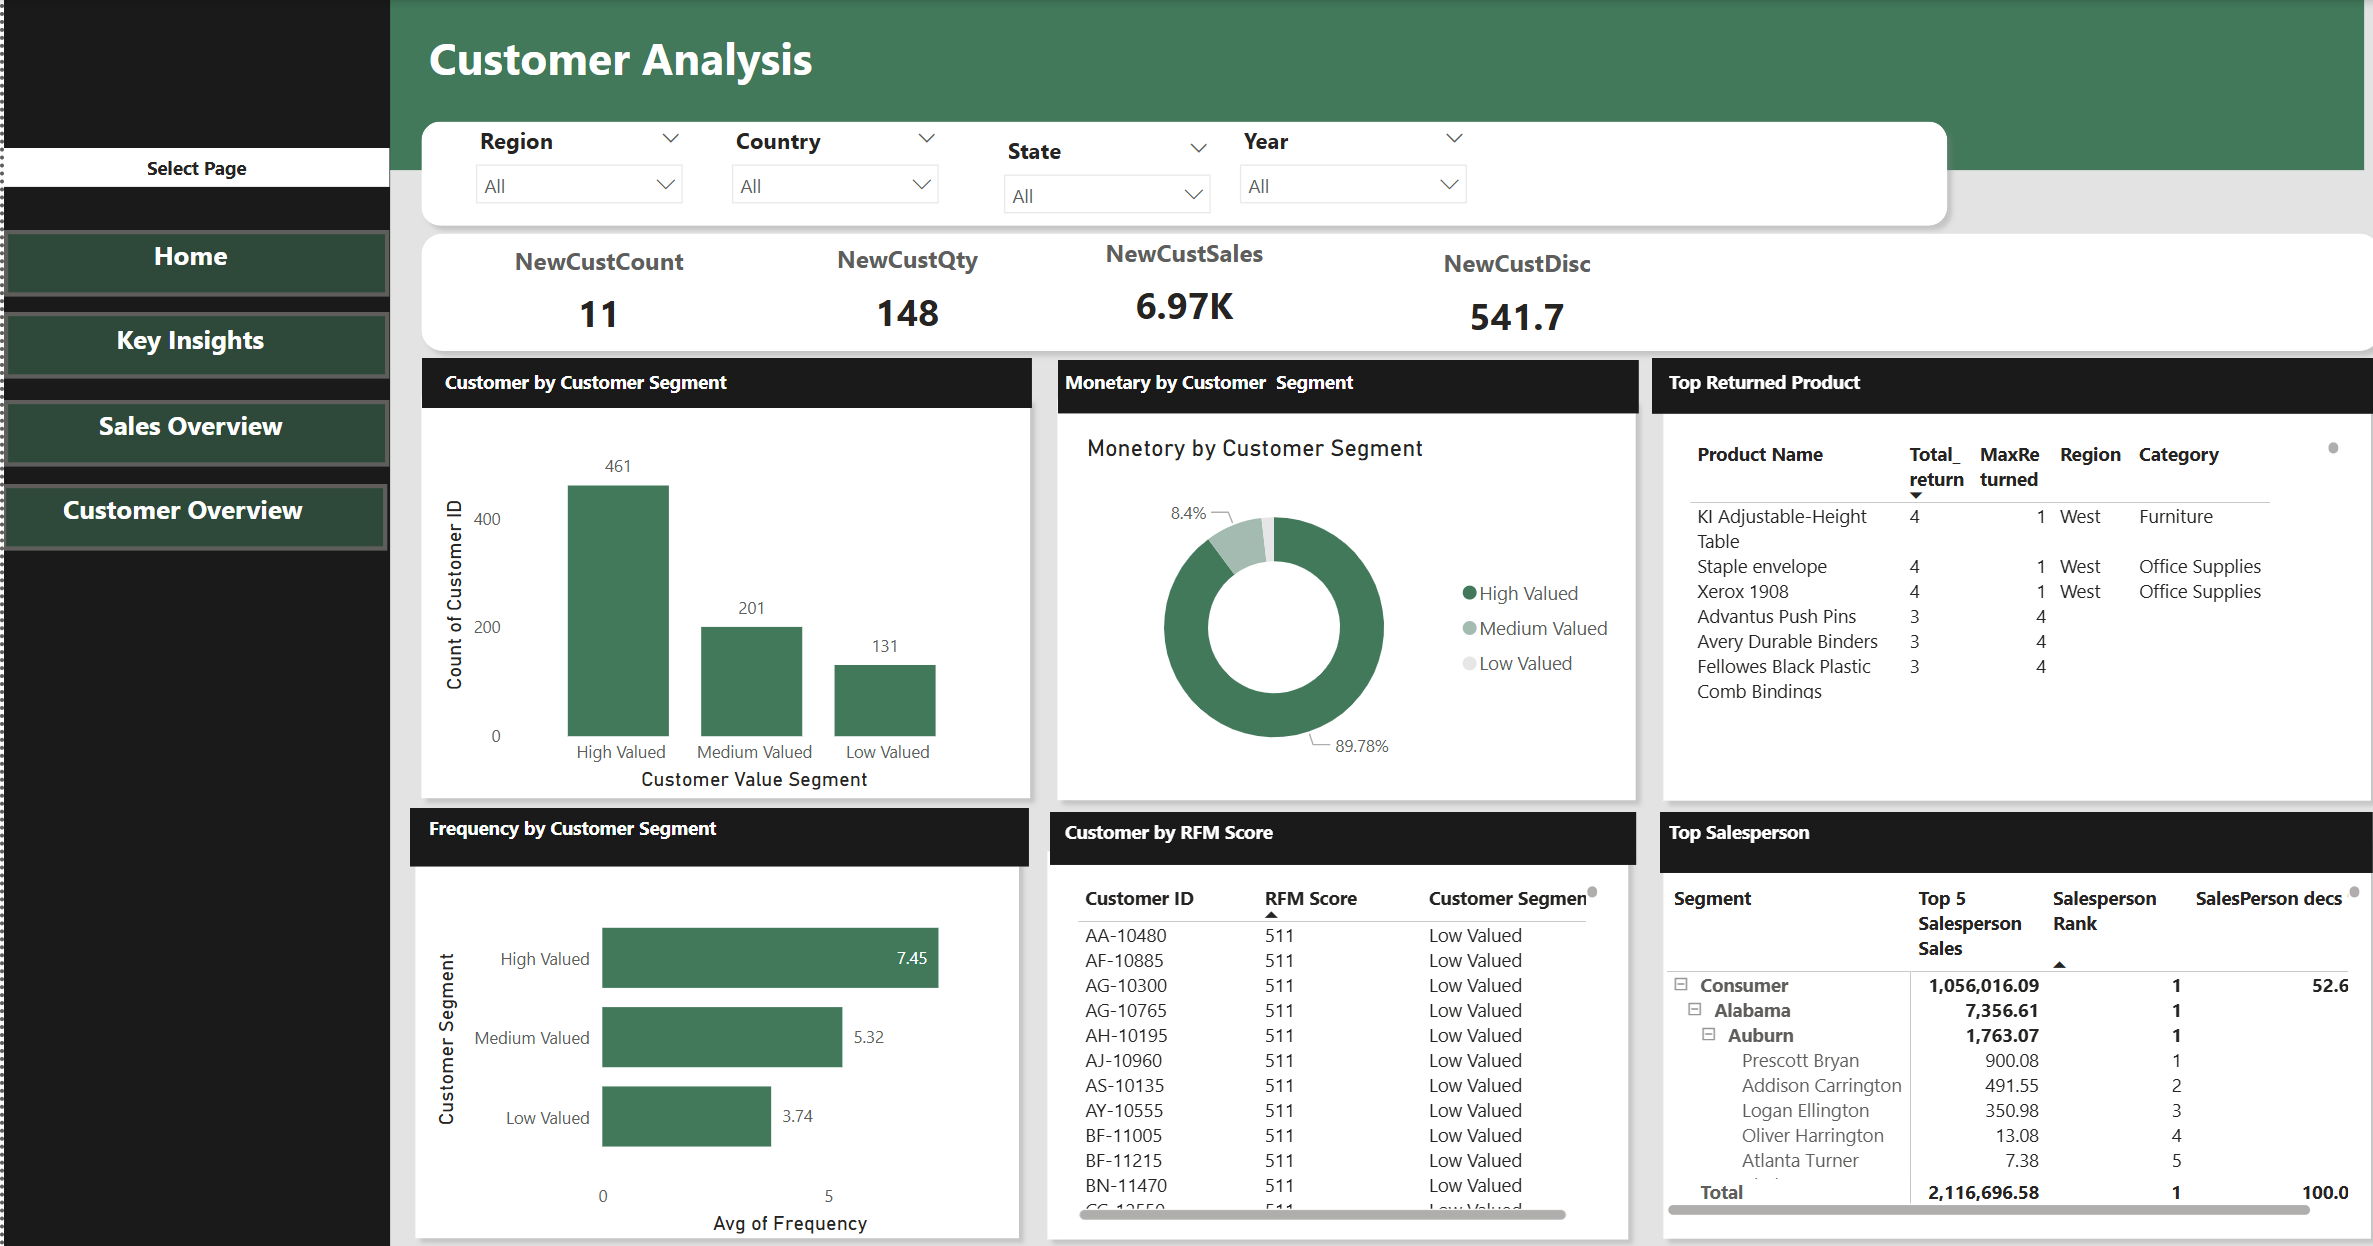 Customer Analysis
Select Page
Home
Key Insights
Sales Overview
Customer Overview
Region
All
Country
All
State
All
Year
All
NewCustCount
11
NewCustQty
148
NewCustSales
6.97K
NewCustDisc
541.7
Customer by Customer Segment
Count of Customer ID
400
200
0
461
201
131
High Valued
Medium Valued
Low Valued
Customer Value Segment
Monetary by Customer  Segment
Monetory by Customer Segment
8.4%
89.78%
High Valued
Medium Valued
Low Valued
Top Returned Product
Product Name Total_ MaxRe Region Category
return turned
KI Adjustable-Height 4 1 West Furniture
Table
Staple envelope 4 1 West Office Supplies
Xerox 1908 4 1 West Office Supplies
Advantus Push Pins 3 4
Avery Durable Binders 3 4
Fellowes Black Plastic 3 4
Comb Bindings
Frequency by Customer Segment
Customer Segment
High Valued 7.45
Medium Valued 5.32
Low Valued 3.74
0 5
Avg of Frequency
Customer by RFM Score
Customer ID RFM Score Customer Segmen
AA-10480 511 Low Valued
AF-10885 511 Low Valued
AG-10300 511 Low Valued
AG-10765 511 Low Valued
AH-10195 511 Low Valued
AJ-10960 511 Low Valued
AS-10135 511 Low Valued
AY-10555 511 Low Valued
BF-11005 511 Low Valued
BF-11215 511 Low Valued
BN-11470 511 Low Valued
Top Salesperson
Segment Top 5 Salesperson SalesPerson decs
Salesperson Rank
Sales
Consumer 1,056,016.09 1 52.6
Alabama 7,356.61 1
Auburn 1,763.07 1
Prescott Bryan 900.08 1
Addison Carrington 491.55 2
Logan Ellington 350.98 3
Oliver Harrington 13.08 4
Atlanta Turner 7.38 5
Total 2,116,696.58 1 100.0